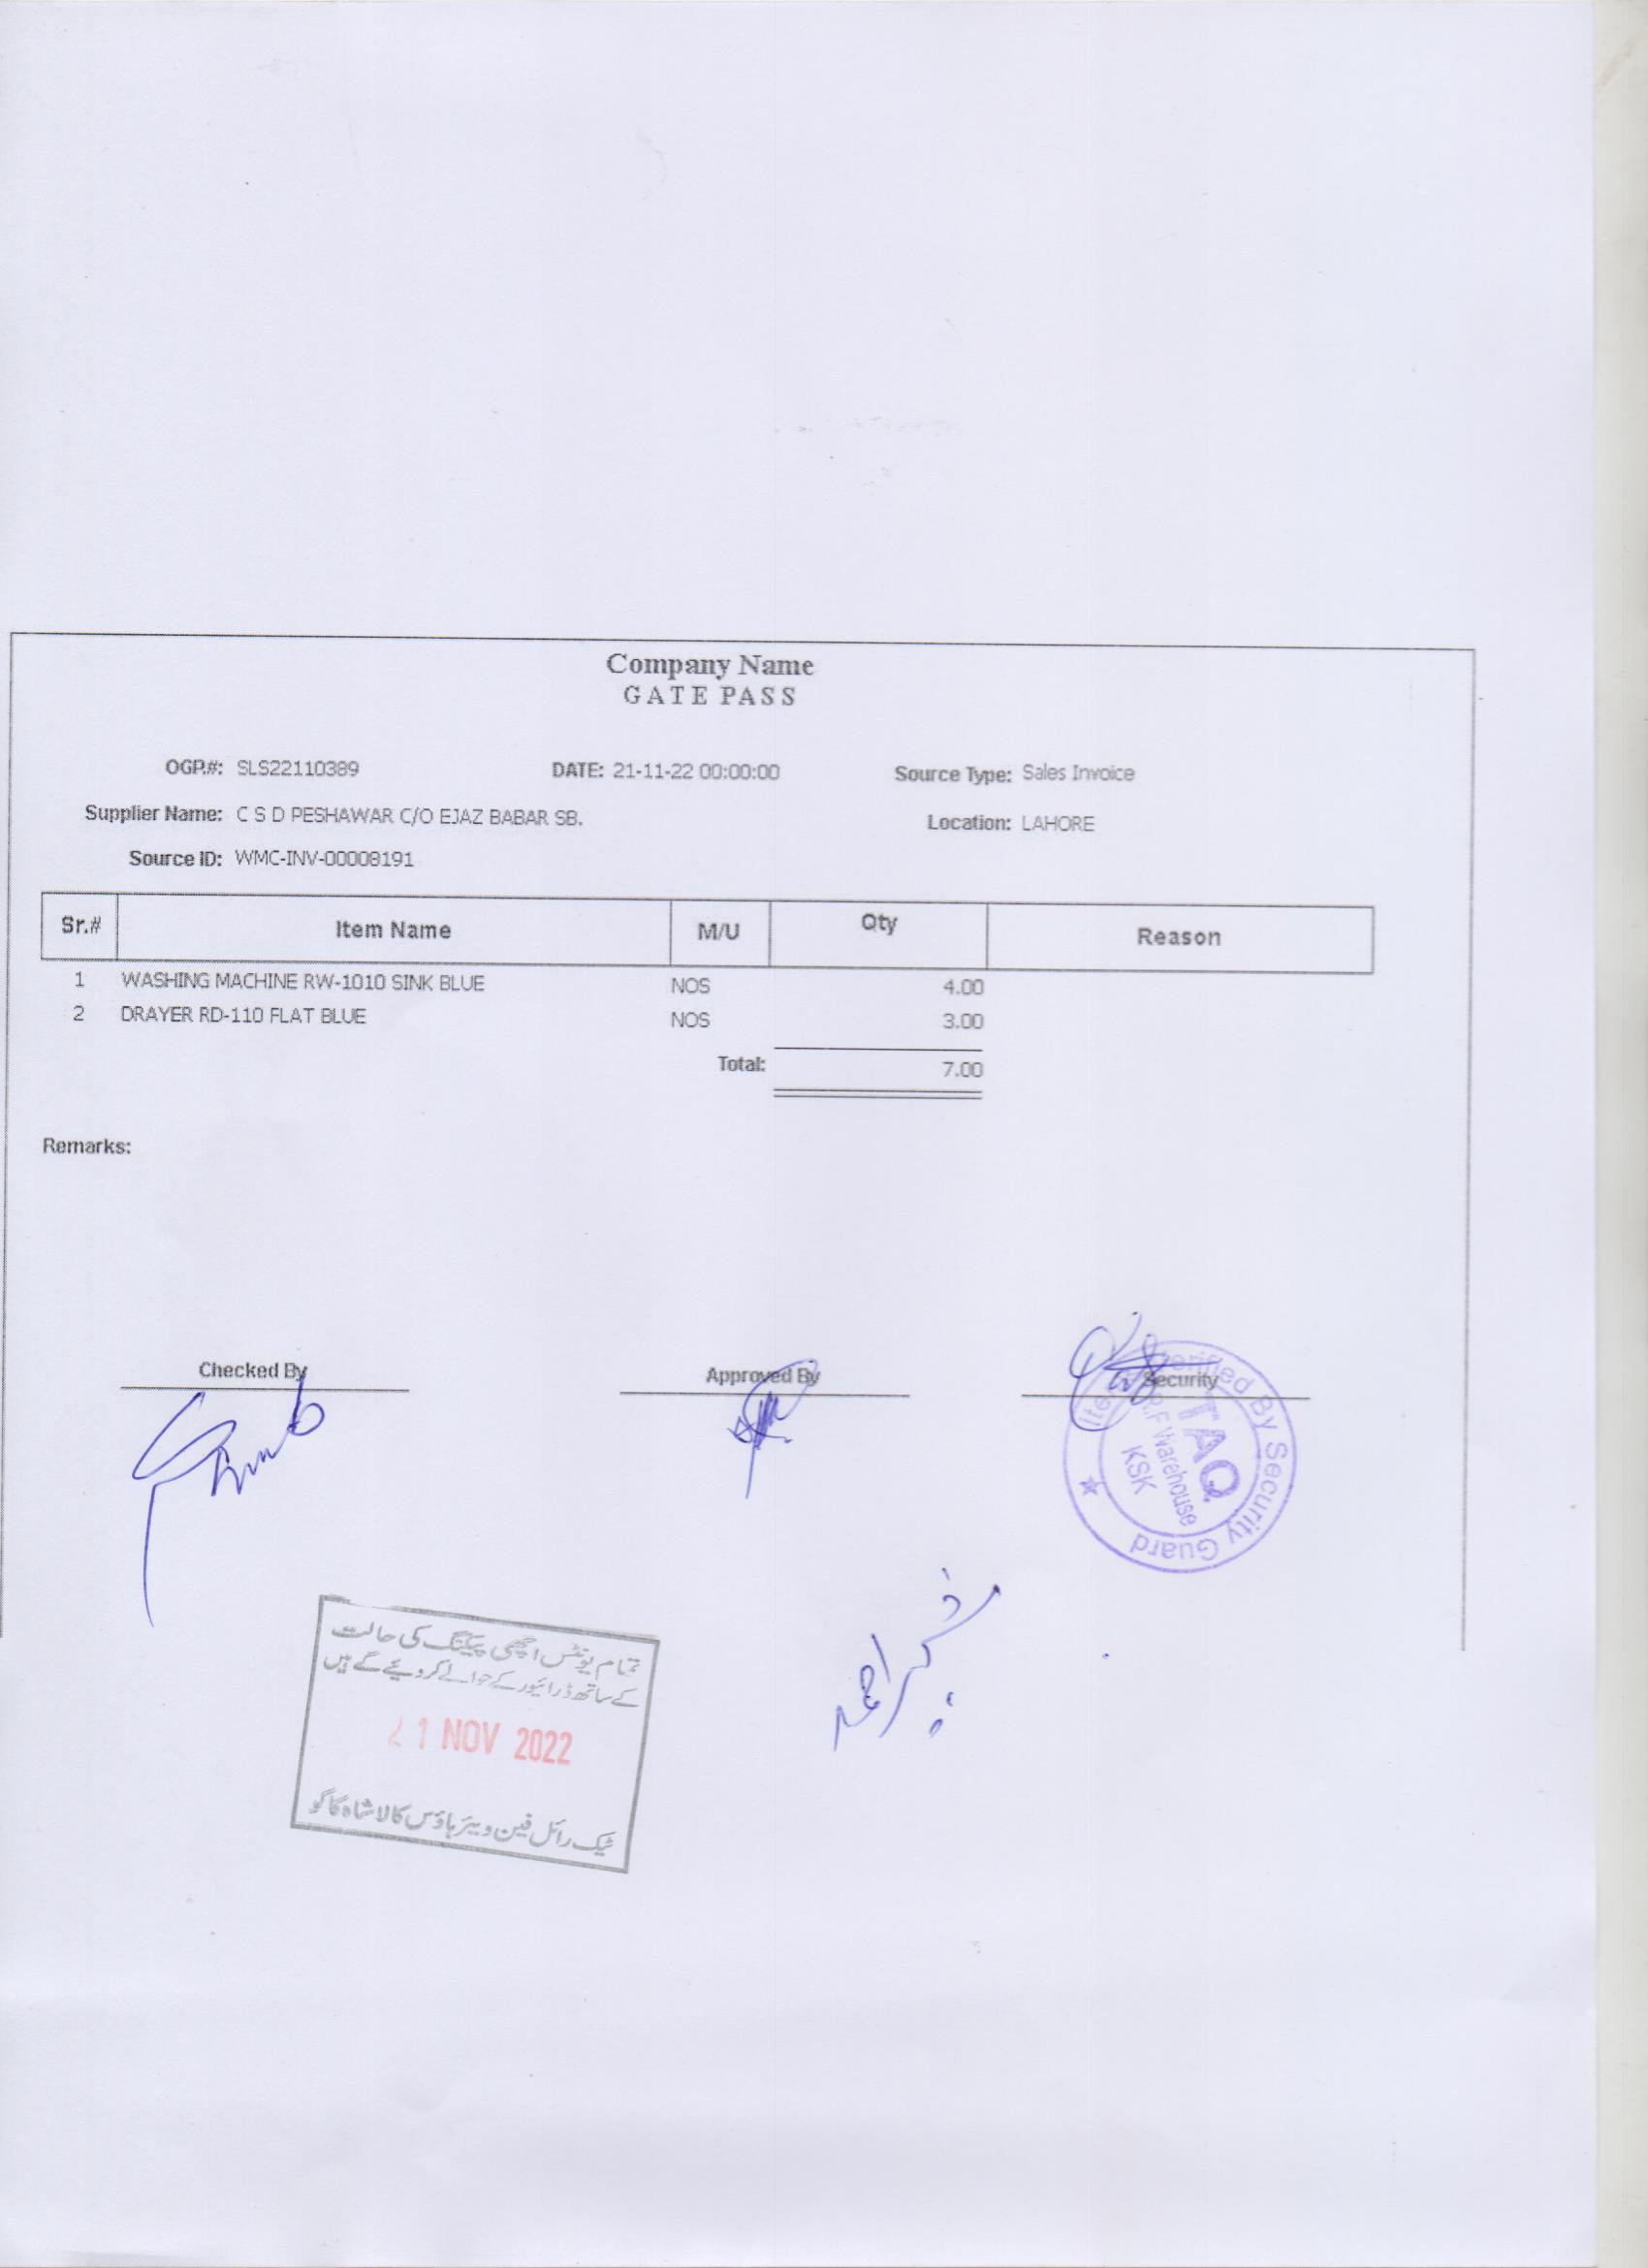 Company Name
GATE PASS
OGP.#: SLS22110389 DATE: 21-11-22 00:00:00 Source Type: Sales Invoice
Supplier Name: C S D PESHAWAR C/O EJAZ BABAR SB. Location: LAHORE
Source ID: WMC-INV-00008191
Sr.# Item Name M/U Qty Reason
1 WASHING MACHINE RW-1010 SINK BLUE NOS 4.00
2 DRAYER RD-110 FLAT BLUE NOS 3.00
Total: 7.00
Remarks:
Checked By Approved By Security
Items Verified By Security Guard
TAQ
R.F Warehouse
KSK
تمام یونٹس اچھی پیکنگ کی حالت
کے ساتھ ڈرائیور کے حوالے کر دیئے گے ہیں
21 NOV 2022
ٹیک رائل فین ویئر ہاؤس کالا شاہ کاکو